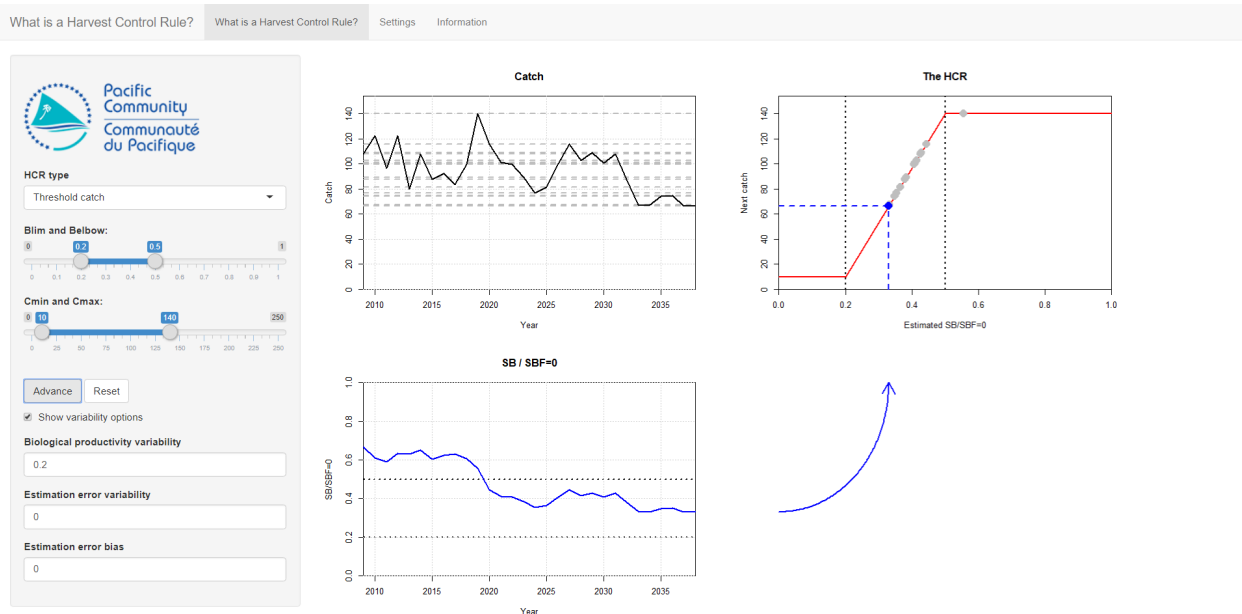 What is a Harvest Control Rule?
What is a Harvest Control Rule?
Settings
Information
Pacific
Community
Communauté
du Pacifique
HCR type
Threshold catch
Blim and Belbow:
0 0.2 0.5 1
0 0.1 0.2 0.3 0.4 0.5 0.6 0.7 0.8 0.9 1
Cmin and Cmax:
0 10 140 250
0 25 50 75 100 125 150 175 200 225 250
Advance Reset
Show variability options
Biological productivity variability
0.2
Estimation error variability
0
Estimation error bias
0
Catch
Catch
140
120
100
80
60
40
20
0
2010 2015 2020 2025 2030 2035
Year
The HCR
Next catch
140
120
100
80
60
40
20
0
0.0 0.2 0.4 0.6 0.8 1.0
Estimated SB/SBF=0
SB / SBF=0
SB/SBF=0
1.0
0.8
0.6
0.4
0.2
0.0
2010 2015 2020 2025 2030 2035
Year